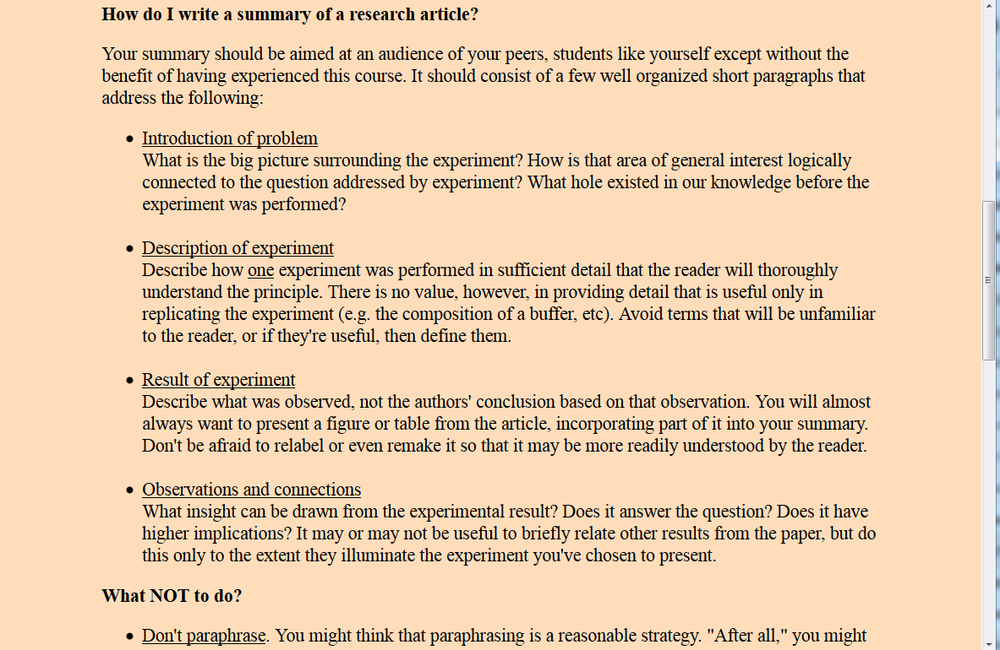 How do I write a summary of a research article?
Your summary should be aimed at an audience of your peers, students like yourself except without the
benefit of having experienced this course. It should consist of a few well organized short paragraphs that
address the following:
• Introduction of problem
What is the big picture surrounding the experiment? How is that area of general interest logically
connected to the question addressed by experiment? What hole existed in our knowledge before the
experiment was performed?
• Description of experiment
Describe how one experiment was performed in sufficient detail that the reader will thoroughly
understand the principle. There is no value, however, in providing detail that is useful only in
replicating the experiment (e.g. the composition of a buffer, etc). Avoid terms that will be unfamiliar
to the reader, or if they're useful, then define them.
• Result of experiment
Describe what was observed, not the authors' conclusion based on that observation. You will almost
always want to present a figure or table from the article, incorporating part of it into your summary.
Don't be afraid to relabel or even remake it so that it may be more readily understood by the reader.
• Observations and connections
What insight can be drawn from the experimental result? Does it answer the question? Does it have
higher implications? It may or may not be useful to briefly relate other results from the paper, but do
this only to the extent they illuminate the experiment you've chosen to present.
What NOT to do?
• Don't paraphrase. You might think that paraphrasing is a reasonable strategy. "After all," you might